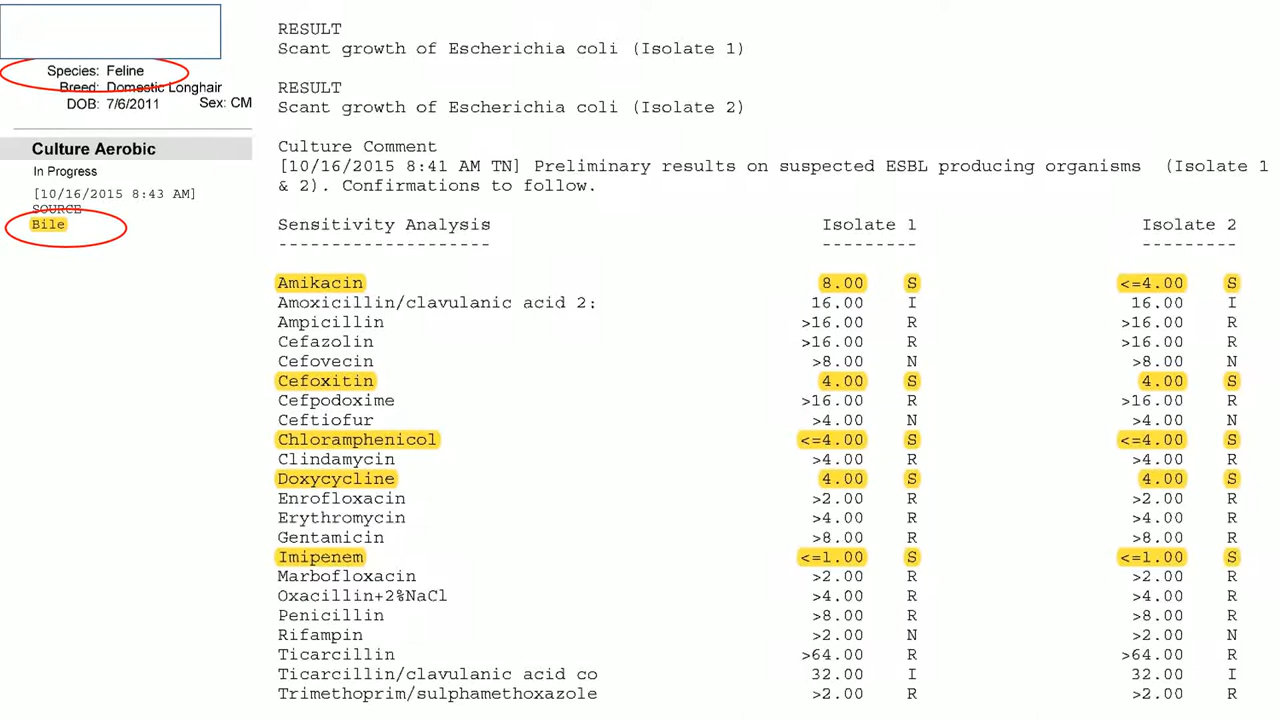 Species: Feline
Breed: Domestic Longhair
DOB: 7/6/2011 Sex: CM
Culture Aerobic
In Progress
[10/16/2015 8:43 AM]
SOURCE
Bile
RESULT
Scant growth of Escherichia coli (Isolate 1)
RESULT
Scant growth of Escherichia coli (Isolate 2)
Culture Comment
[10/16/2015 8:41 AM TN] Preliminary results on suspected ESBL producing organisms (Isolate 1
& 2). Confirmations to follow.
Sensitivity Analysis Isolate 1 Isolate 2
-------------------- --------- ---------
Amikacin 8.00 S <=4.00 S
Amoxicillin/clavulanic acid 2: 16.00 I 16.00 I
Ampicillin >16.00 R >16.00 R
Cefazolin >16.00 R >16.00 R
Cefovecin >8.00 N >8.00 N
Cefoxitin 4.00 S 4.00 S
Cefpodoxime >16.00 R >16.00 R
Ceftiofur >4.00 N >4.00 N
Chloramphenicol <=4.00 S <=4.00 S
Clindamycin >4.00 R >4.00 R
Doxycycline 4.00 S 4.00 S
Enrofloxacin >2.00 R >2.00 R
Erythromycin >4.00 R >4.00 R
Gentamicin >8.00 R >8.00 R
Imipenem <=1.00 S <=1.00 S
Marbofloxacin >2.00 R >2.00 R
Oxacillin+2%NaCl >4.00 R >4.00 R
Penicillin >8.00 R >8.00 R
Rifampin >2.00 N >2.00 N
Ticarcillin >64.00 R >64.00 R
Ticarcillin/clavulanic acid co 32.00 I 32.00 I
Trimethoprim/sulphamethoxazole >2.00 R >2.00 R